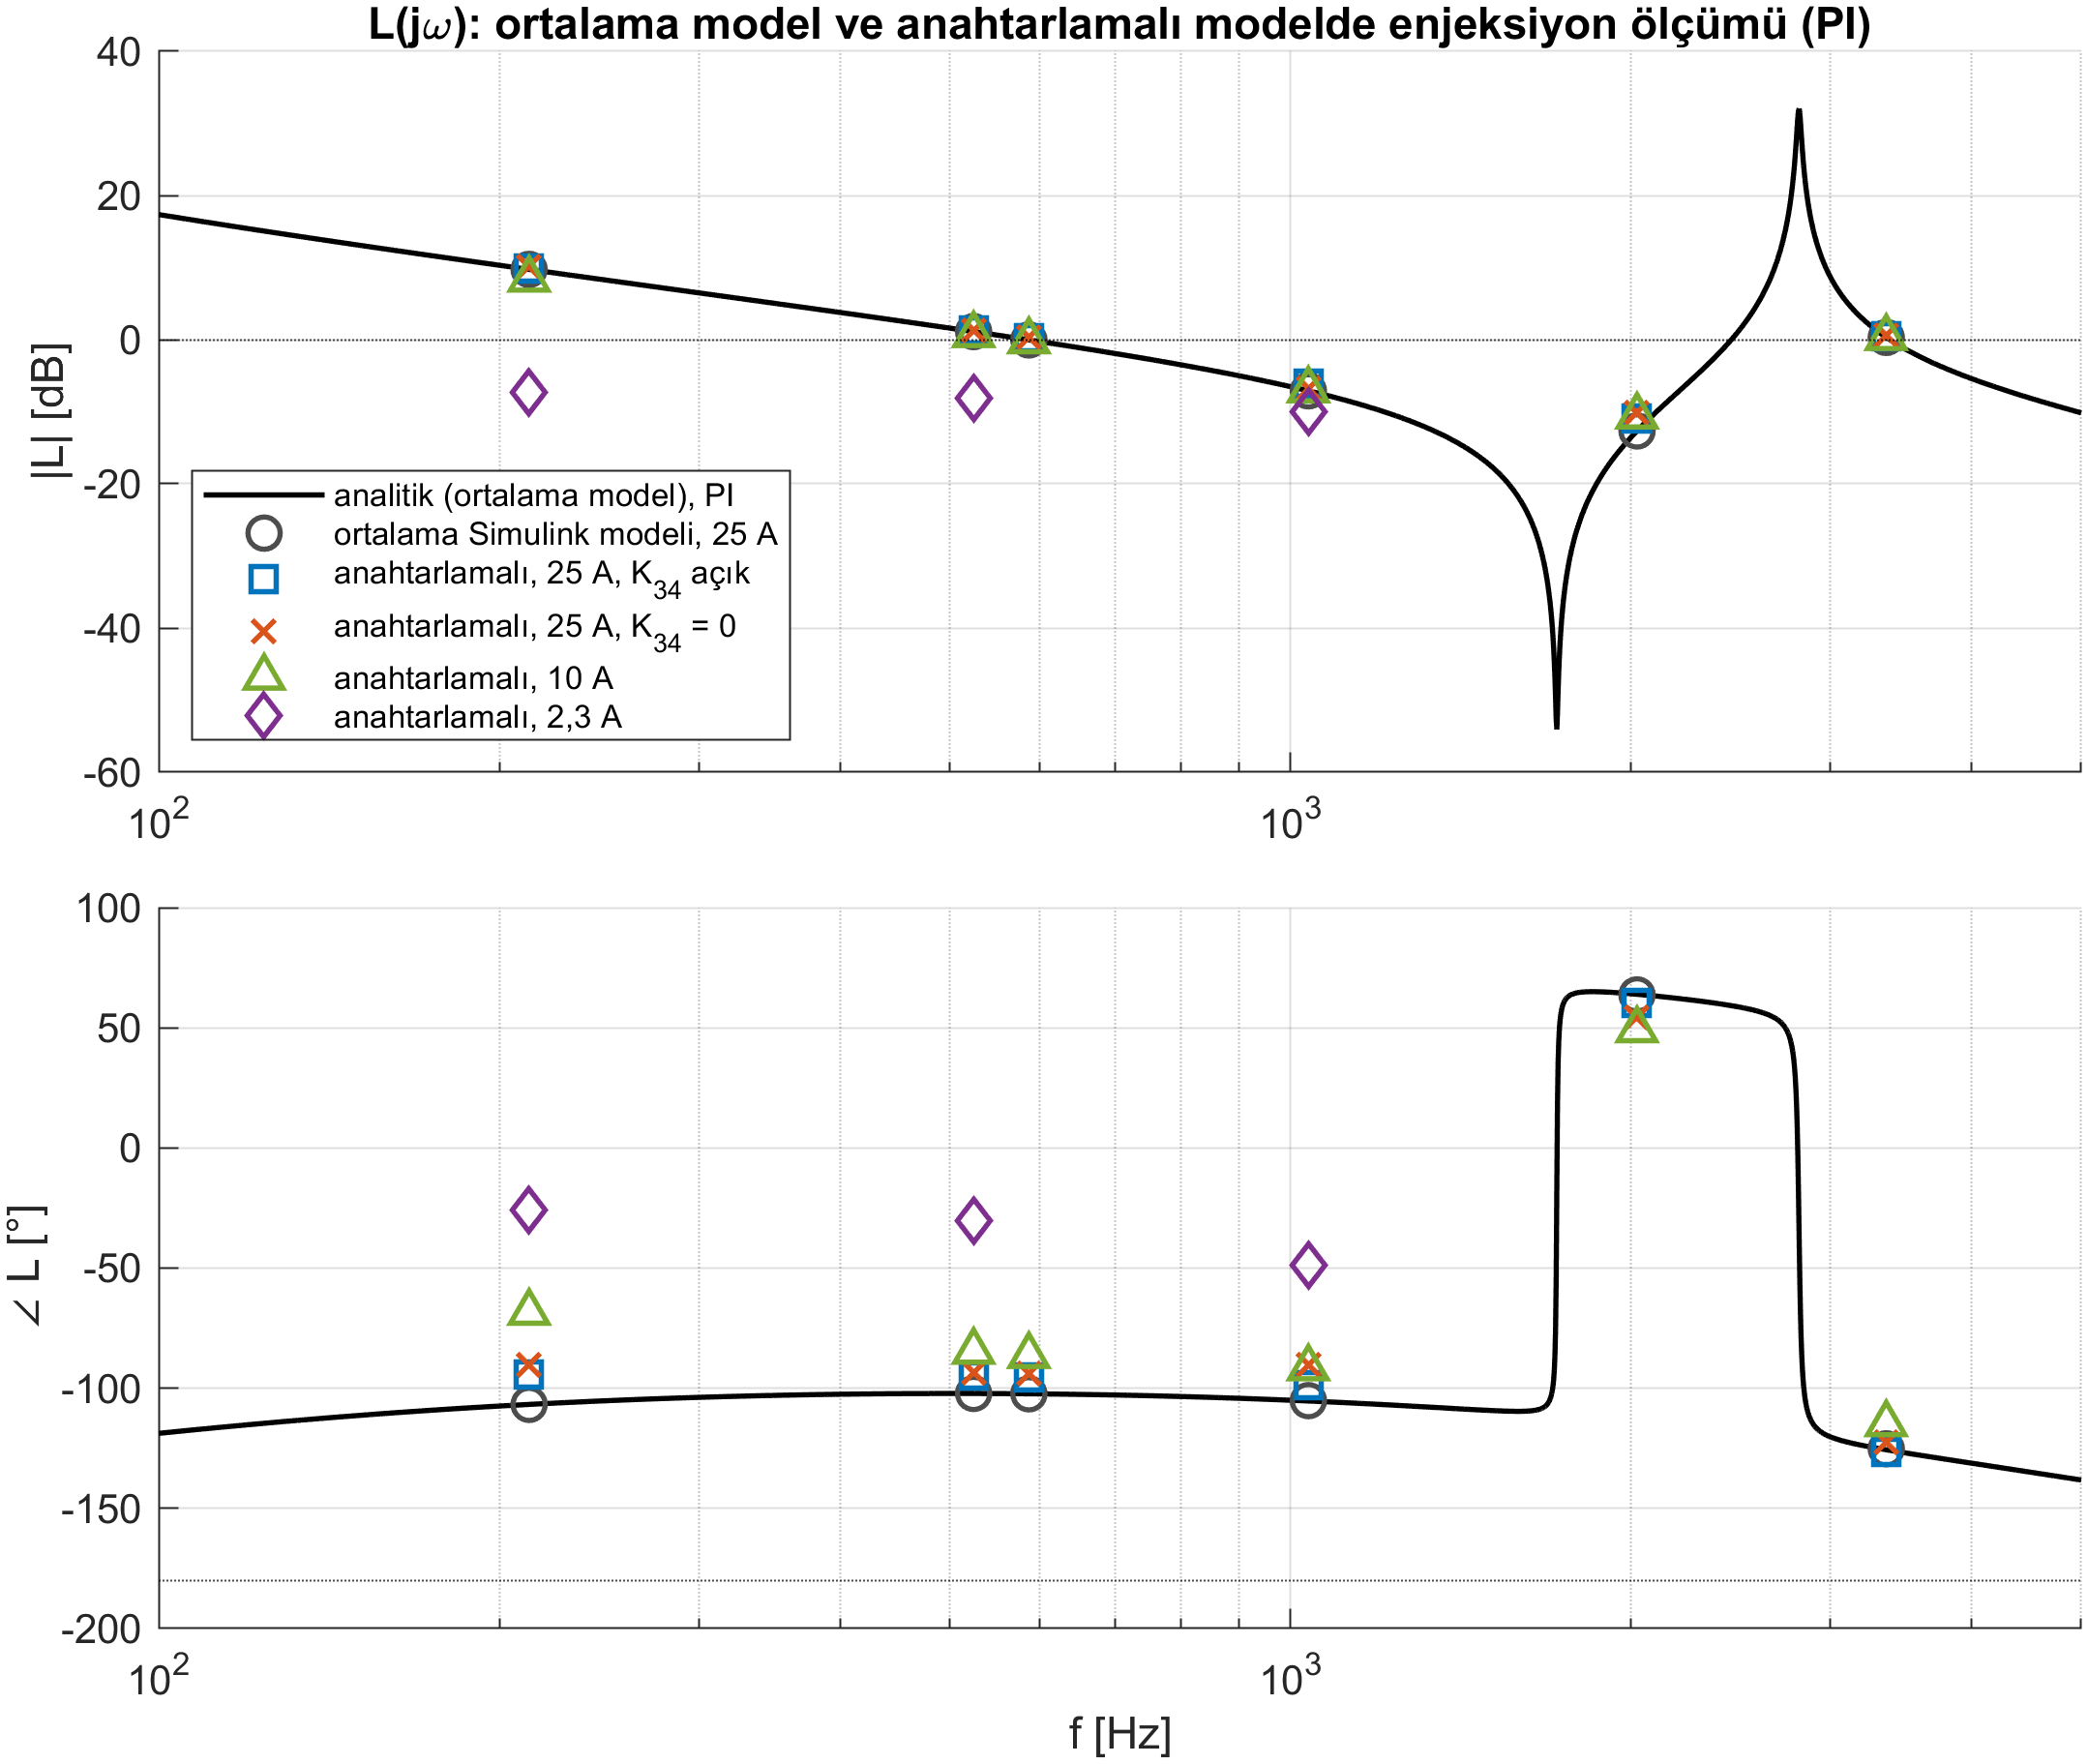 L(jω): ortalama model ve anahtarlamalı modelde enjeksiyon ölçümü (PI)
40
20
0
-20
-40
-60
|L| [dB]
analitik (ortalama model), PI
ortalama Simulink modeli, 25 A
anahtarlamalı, 25 A, K34 açık
anahtarlamalı, 25 A, K34 = 0
anahtarlamalı, 10 A
anahtarlamalı, 2,3 A
10^2
10^3
100
50
0
-50
-100
-150
-200
∠ L [°]
10^2
10^3
f [Hz]